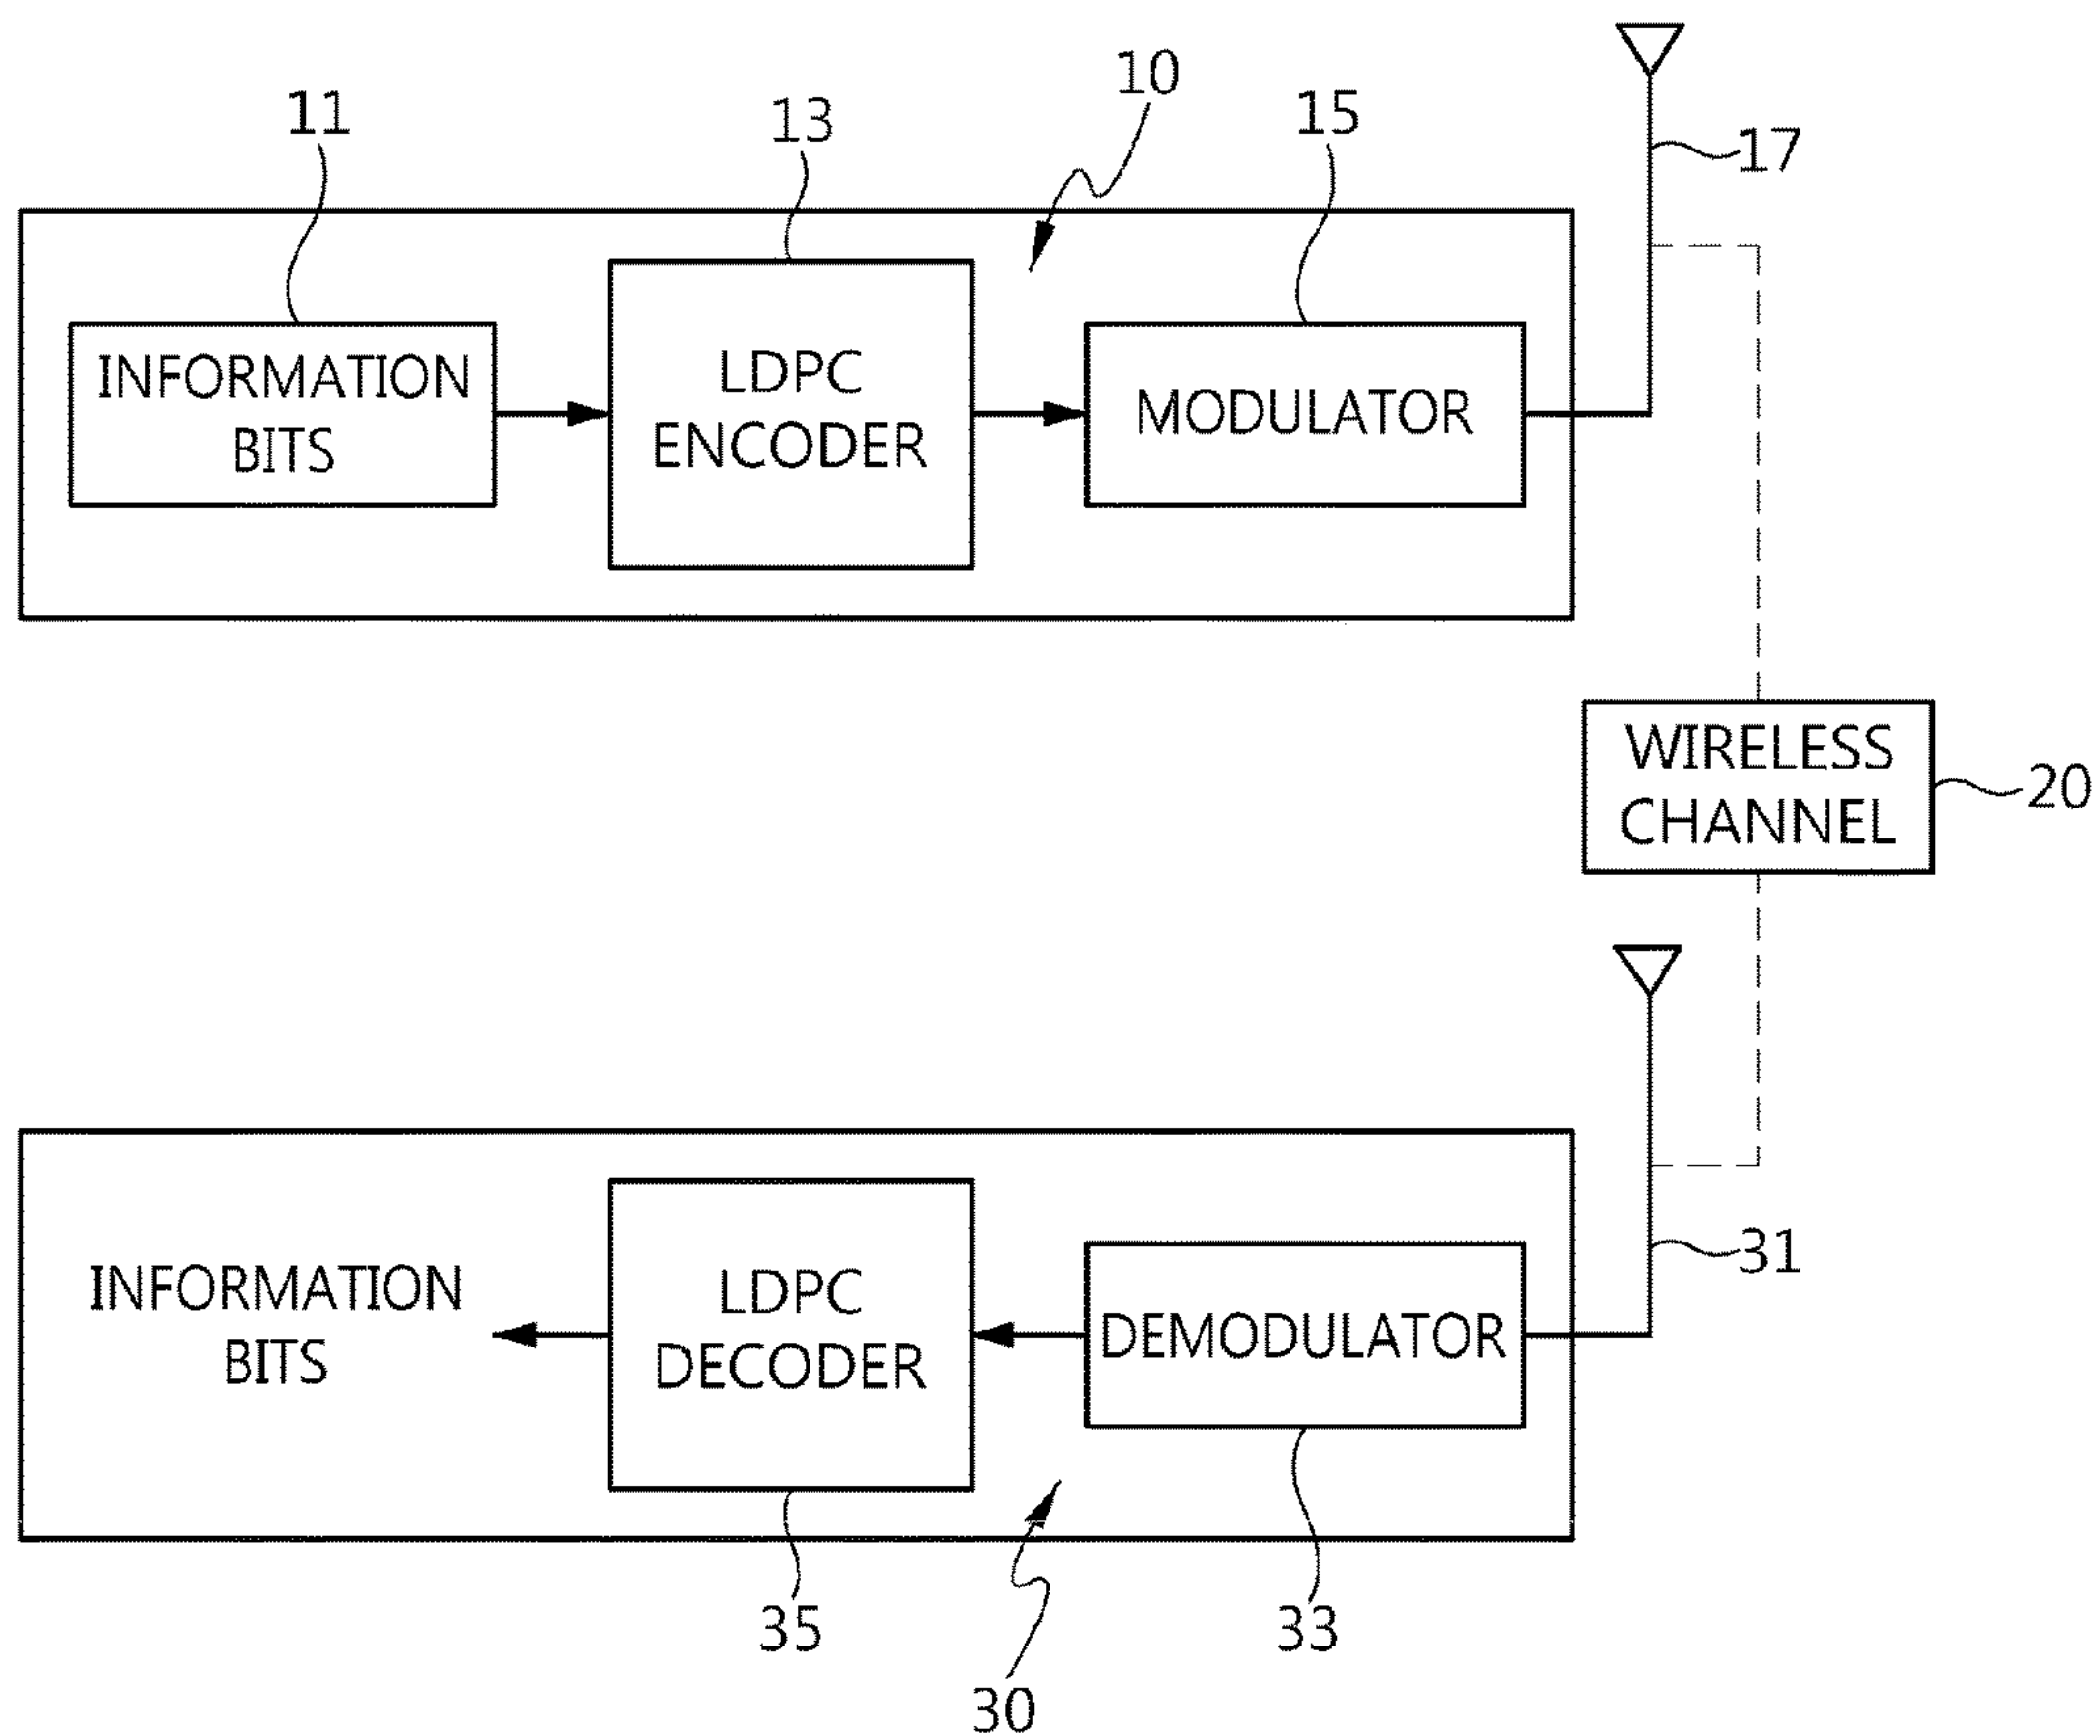 10
11
13
15
17
INFORMATION
BITS
LDPC
ENCODER
MODULATOR
WIRELESS
CHANNEL
20
31
INFORMATION
BITS
LDPC
DECODER
DEMODULATOR
35
33
30